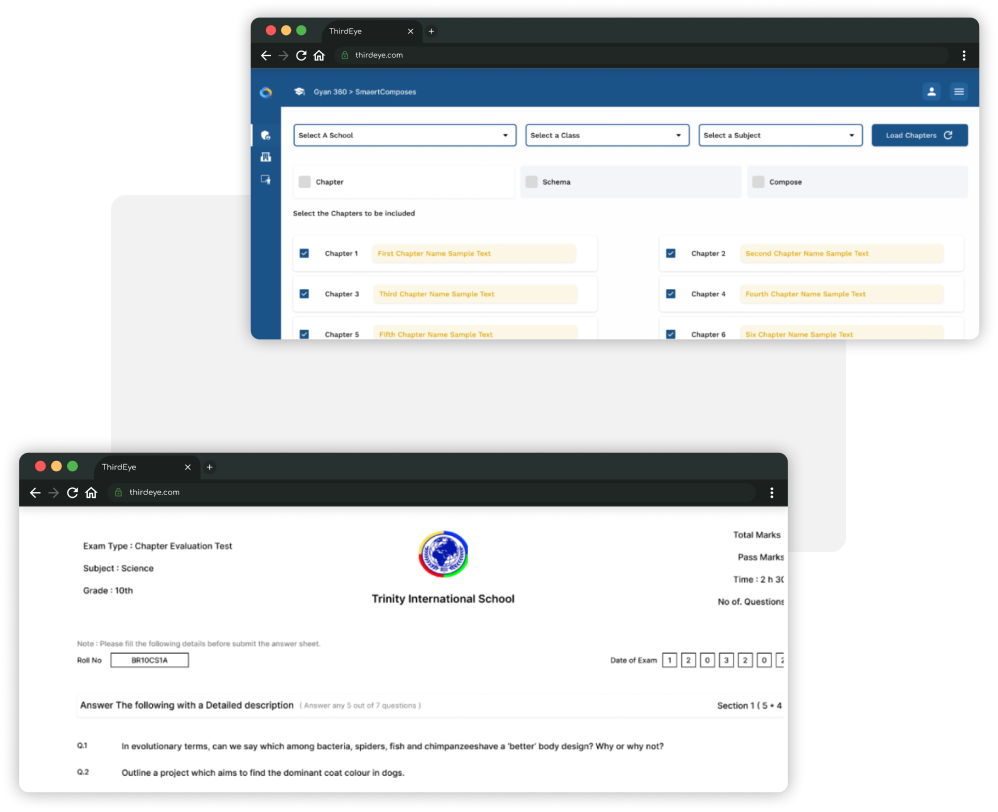 ThirdEye
thirdeye.com
Gyan 360 > SmaertComposes
Select A School Select a Class Select a Subject Load Chapters
Chapter Schema Compose
Select the Chapters to be included
Chapter 1 First Chapter Name Sample Text Chapter 2 Second Chapter Name Sample Text
Chapter 3 Third Chapter Name Sample Text Chapter 4 Fourth Chapter Name Sample Text
Chapter 5 Fifth Chapter Name Sample Text Chapter 6 Six Chapter Name Sample Text
ThirdEye
thirdeye.com
Exam Type : Chapter Evaluation Test
Subject : Science
Grade : 10th
Trinity International School
Total Marks
Pass Marks
Time : 2 h 30
No of. Questions
Note : Please fill the following details before submit the answer sheet.
Roll No BR10CS1A Date of Exam 1 2 0 3 2 0 2
Answer The following with a Detailed description ( Answer any 5 out of 7 questions ) Section 1 ( 5 * 4
Q.1 In evolutionary terms, can we say which among bacteria, spiders, fish and chimpanzeeshave a 'better' body design? Why or why not?
Q.2 Outline a project which aims to find the dominant coat colour in dogs.